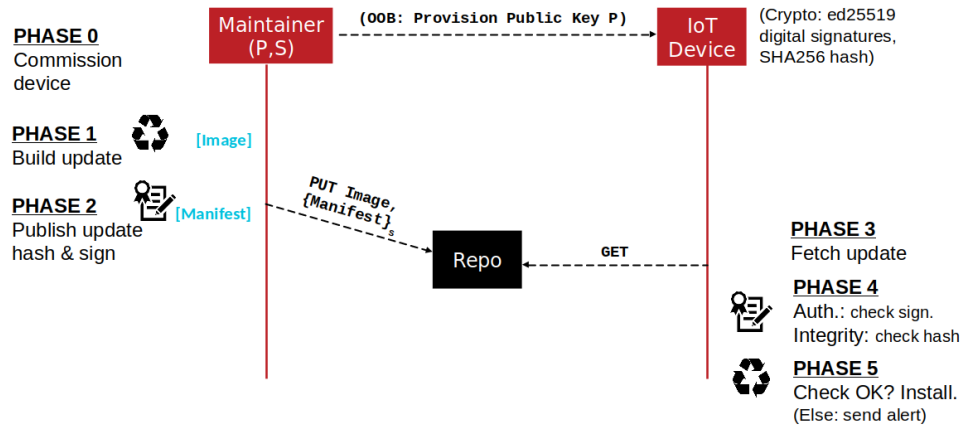 PHASE 0
Commission
device
Maintainer
(P,S)
(OOB: Provision Public Key P)
IoT
Device
(Crypto: ed25519
digital signatures,
SHA256 hash)
PHASE 1
Build update
[Image]
PHASE 2
Publish update
hash & sign
[Manifest]
PUT Image,
{Manifest}s
Repo
GET
PHASE 3
Fetch update
PHASE 4
Auth.: check sign.
Integrity: check hash
PHASE 5
Check OK? Install.
(Else: send alert)